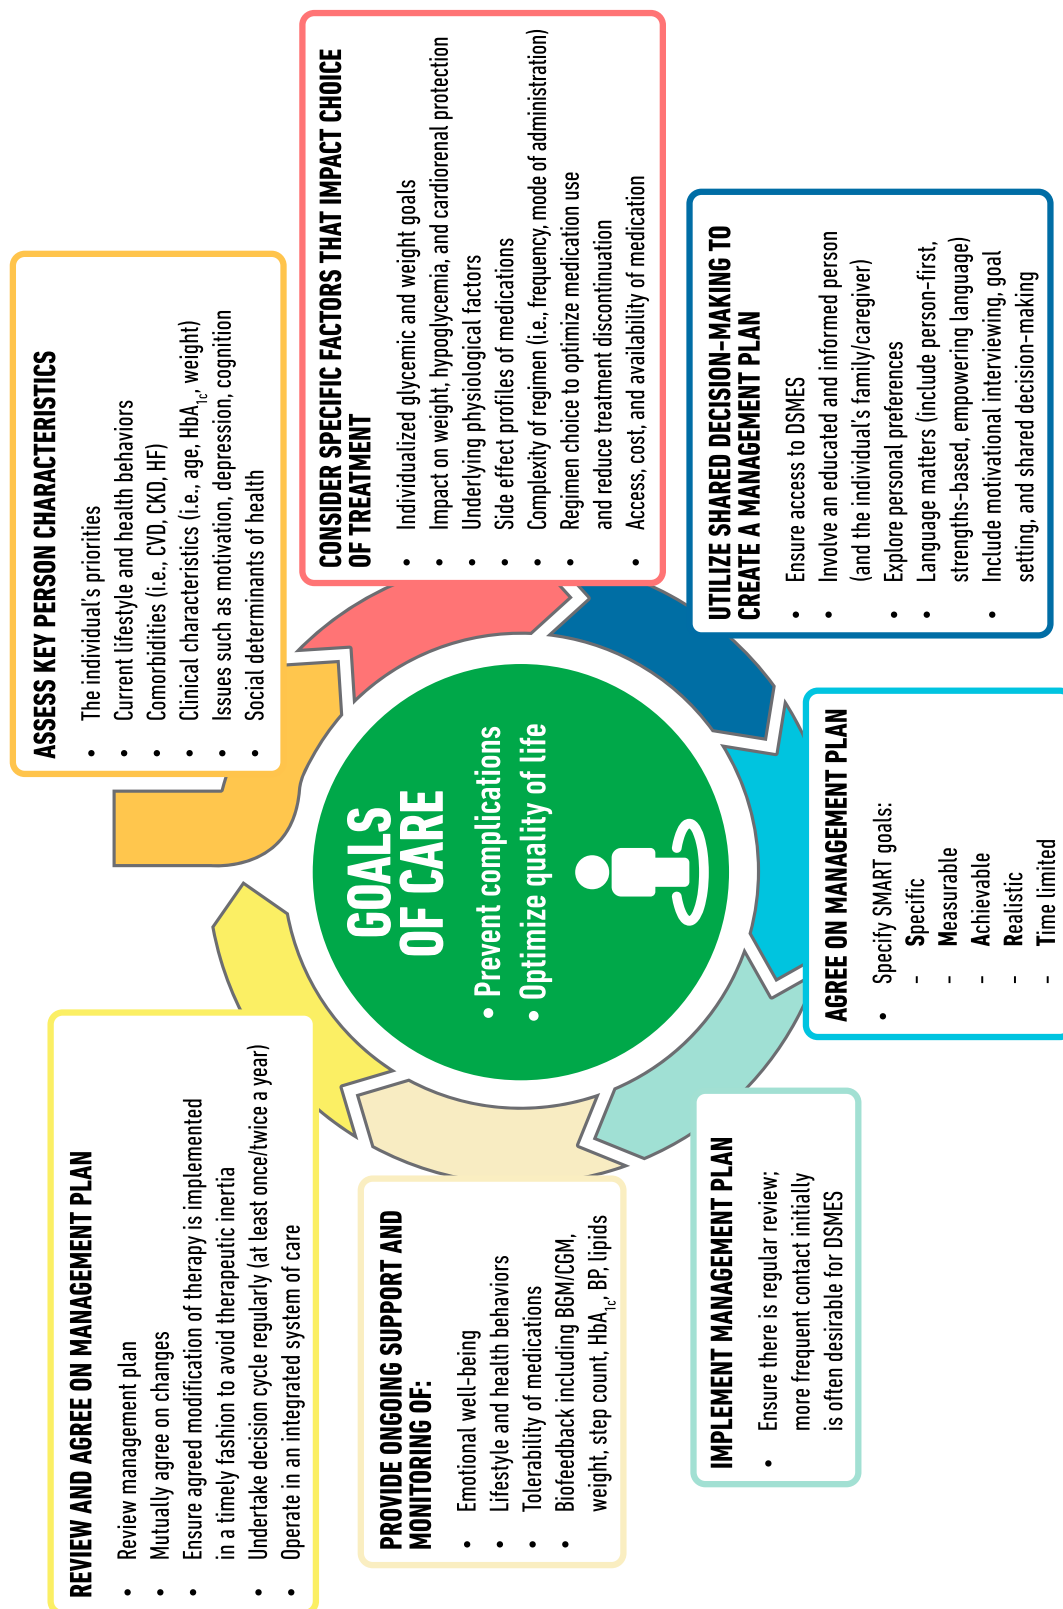 GOALS
OF CARE
• Prevent complications
• Optimize quality of life
ASSESS KEY PERSON CHARACTERISTICS
• The individual's priorities
• Current lifestyle and health behaviors
• Comorbidities (i.e., CVD, CKD, HF)
• Clinical characteristics (i.e., age, HbA1c, weight)
• Issues such as motivation, depression, cognition
• Social determinants of health
CONSIDER SPECIFIC FACTORS THAT IMPACT CHOICE
OF TREATMENT
• Individualized glycemic and weight goals
• Impact on weight, hypoglycemia, and cardiorenal protection
• Underlying physiological factors
• Side effect profiles of medications
• Complexity of regimen (i.e., frequency, mode of administration)
• Regimen choice to optimize medication use
and reduce treatment discontinuation
• Access, cost, and availability of medication
UTILIZE SHARED DECISION-MAKING TO
CREATE A MANAGEMENT PLAN
• Ensure access to DSMES
• Involve an educated and informed person
(and the individual's family/caregiver)
• Explore personal preferences
• Language matters (include person-first,
strengths-based, empowering language)
• Include motivational interviewing, goal
setting, and shared decision-making
AGREE ON MANAGEMENT PLAN
• Specify SMART goals:
- Specific
- Measurable
- Achievable
- Realistic
- Time limited
IMPLEMENT MANAGEMENT PLAN
• Ensure there is regular review;
more frequent contact initially
is often desirable for DSMES
PROVIDE ONGOING SUPPORT AND
MONITORING OF:
• Emotional well-being
• Lifestyle and health behaviors
• Tolerability of medications
• Biofeedback including BGM/CGM,
weight, step count, HbA1c, BP, lipids
REVIEW AND AGREE ON MANAGEMENT PLAN
• Review management plan
• Mutually agree on changes
• Ensure agreed modification of therapy is implemented
in a timely fashion to avoid therapeutic inertia
• Undertake decision cycle regularly (at least once/twice a year)
• Operate in an integrated system of care